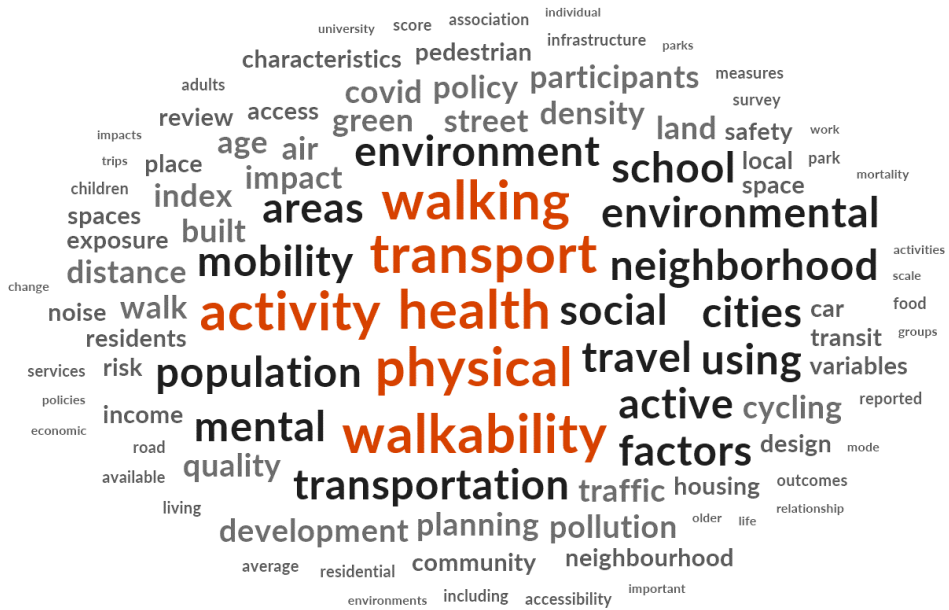 individual
university score association
infrastructure
characteristics pedestrian parks
adults covid policy participants measures
review access green street density survey
impacts age air environment land safety work
trips place impact school local park
children index areas walking space mortality
spaces built environmental
exposure mobility transport neighborhood activities
change distance scale
noise walk activity health social cities car food
residents transit groups
services risk population physical travel using variables
policies income active cycling reported
economic mental walkability factors design mode
road quality
available transportation traffic housing outcomes
living relationship
development planning pollution older life
average residential community neighbourhood
environments including accessibility important